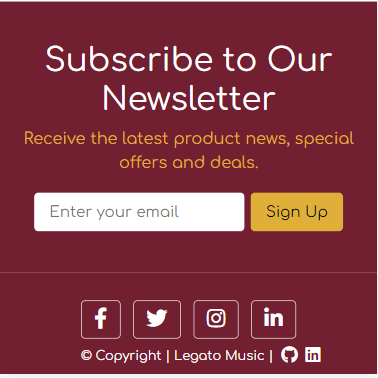 Subscribe to Our
Newsletter
Receive the latest product news, special
offers and deals.
Enter your email
Sign Up
© Copyright | Legato Music |